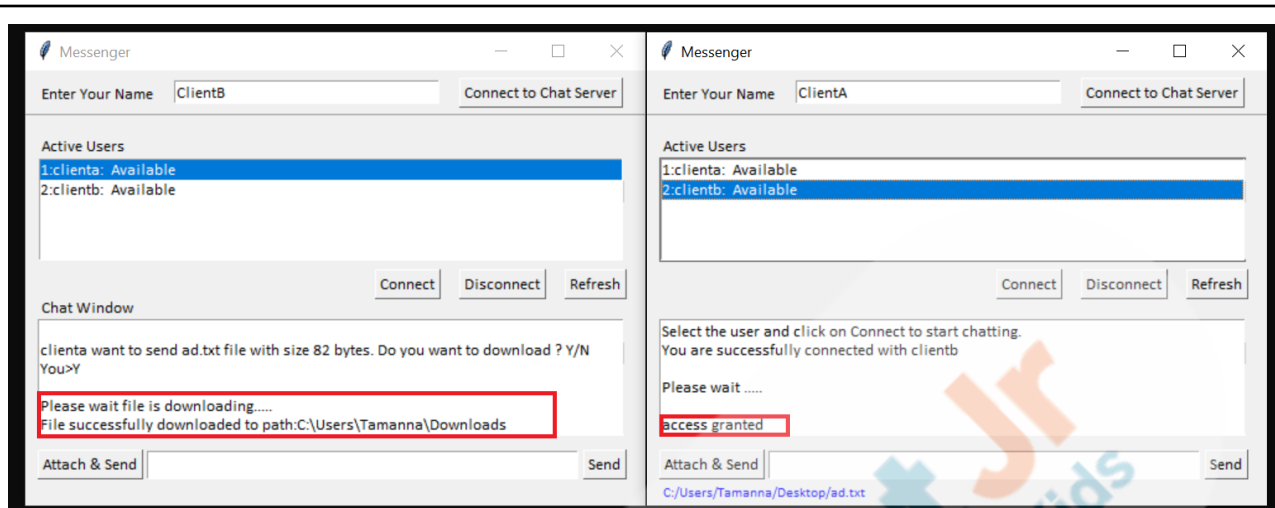 Messenger
Enter Your Name ClientB Connect to Chat Server
Active Users
1:clienta: Available
2:clientb: Available
Connect Disconnect Refresh
Chat Window
clienta want to send ad.txt file with size 82 bytes. Do you want to download ? Y/N
You>Y
Please wait file is downloading.....
File successfully downloaded to path:C:\Users\Tamanna\Downloads
Attach & Send Send
Messenger
Enter Your Name ClientA Connect to Chat Server
Active Users
1:clienta: Available
2:clientb: Available
Connect Disconnect Refresh
Select the user and click on Connect to start chatting.
You are successfully connected with clientb
Please wait .....
access granted
Attach & Send Send
C:/Users/Tamanna/Desktop/ad.txt
Jr
Kids